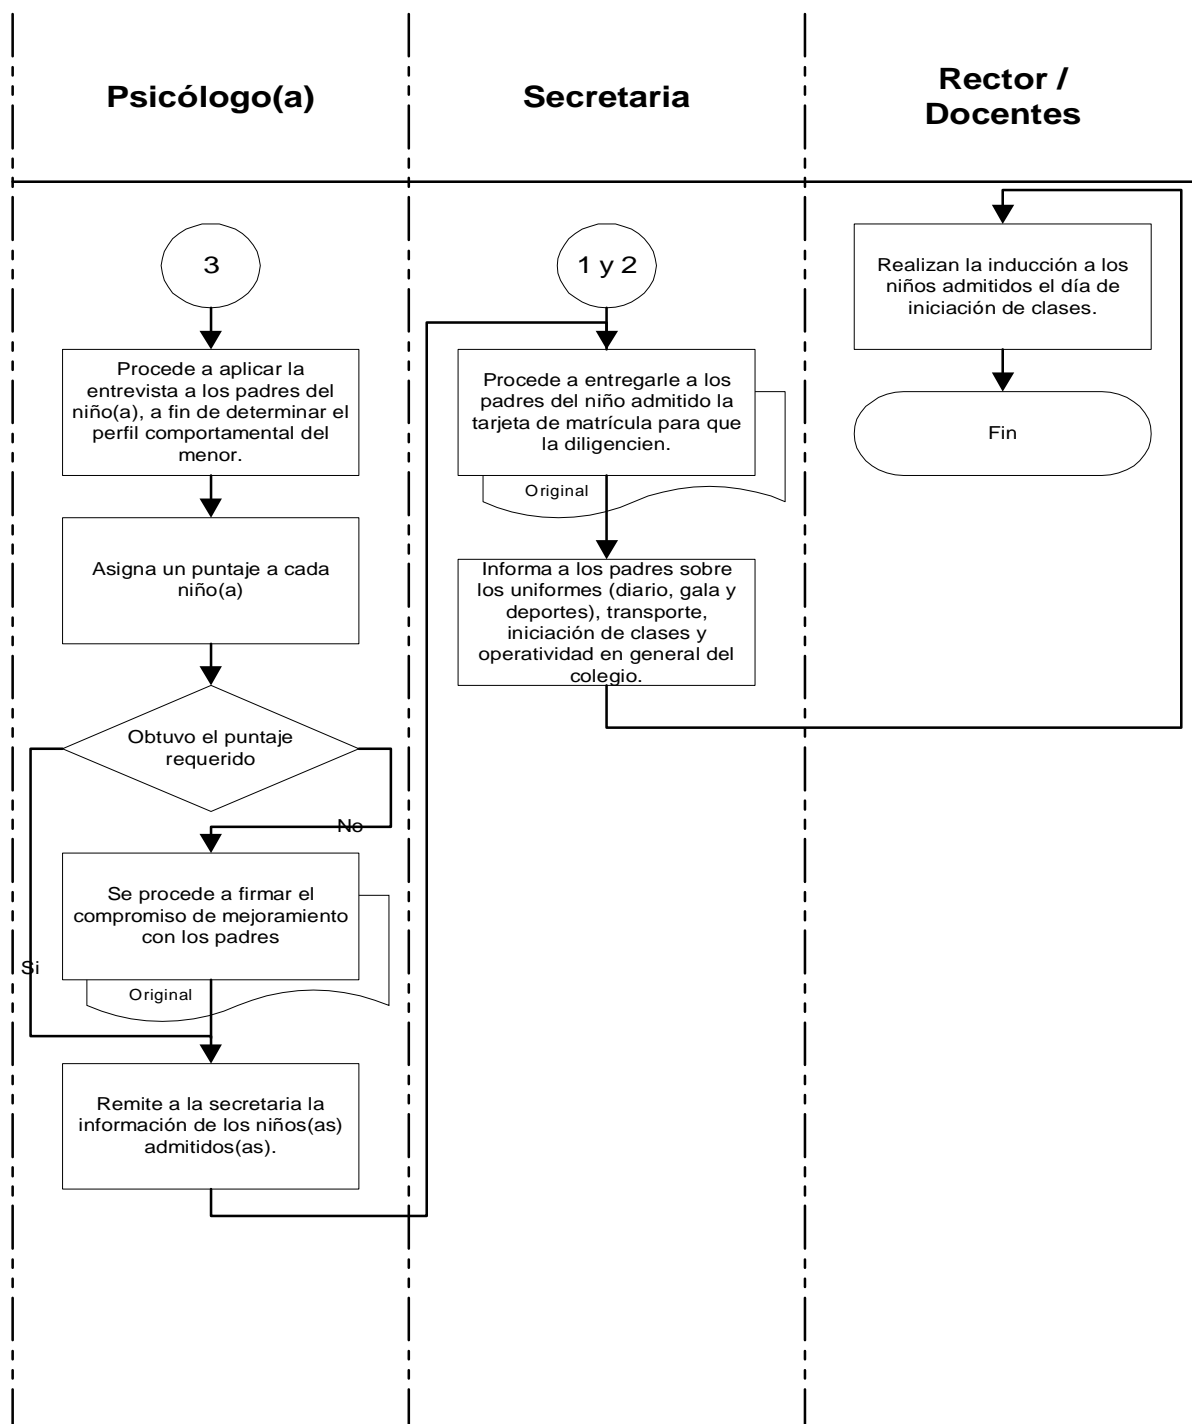 Psicólogo(a)
Secretaria
Rector /
Docentes
3
Procede a aplicar la
entrevista a los padres del
niño(a), a fin de determinar el
perfil comportamental del
menor.
Asigna un puntaje a cada
niño(a)
Obtuvo el puntaje
requerido
No
Se procede a firmar el
compromiso de mejoramiento
con los padres
Si
Original
Remite a la secretaria la
información de los niños(as)
admitidos(as).
1 y 2
Procede a entregarle a los
padres del niño admitido la
tarjeta de matrícula para que
la diligencien.
Original
Informa a los padres sobre
los uniformes (diario, gala y
deportes), transporte,
iniciación de clases y
operatividad en general del
colegio.
Realizan la inducción a los
niños admitidos el día de
iniciación de clases.
Fin